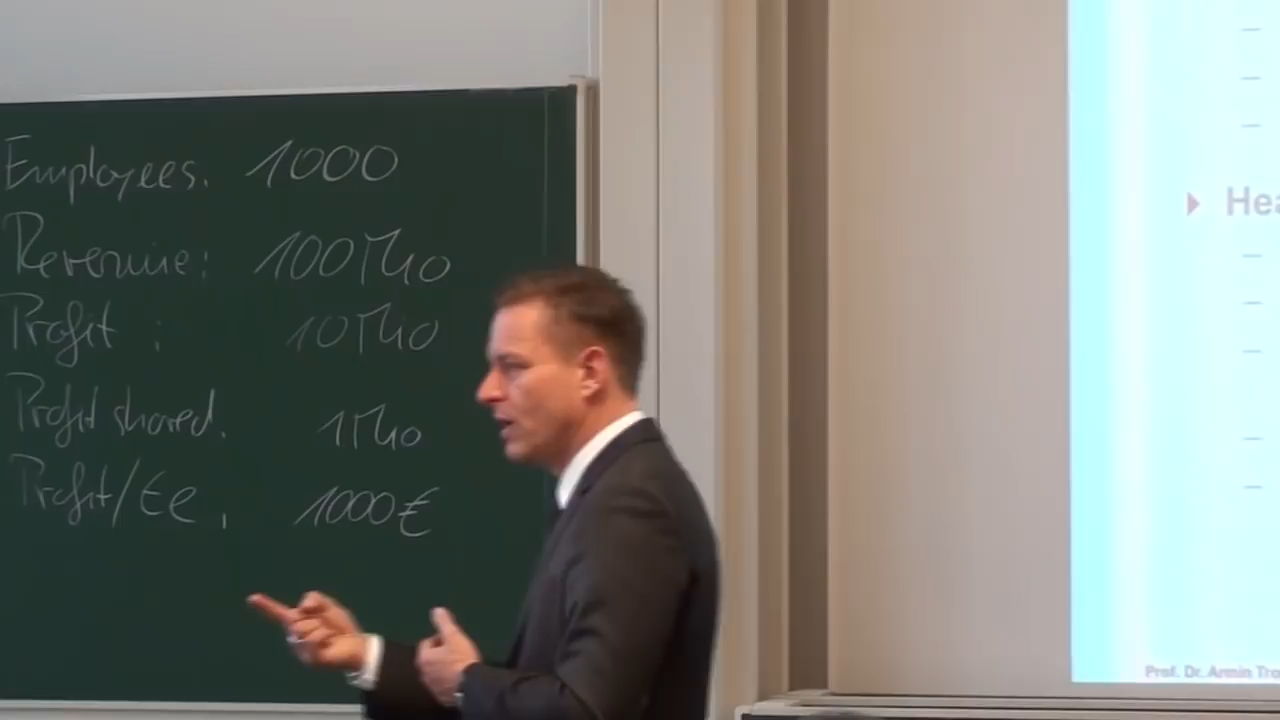 Employees. 1000
Revenue: 100 Mio
Profit : 10 Mio
Profit shared. 1 Mio
Profit/Ee, 1000€
Hea
Prof. Dr. Armin Tro